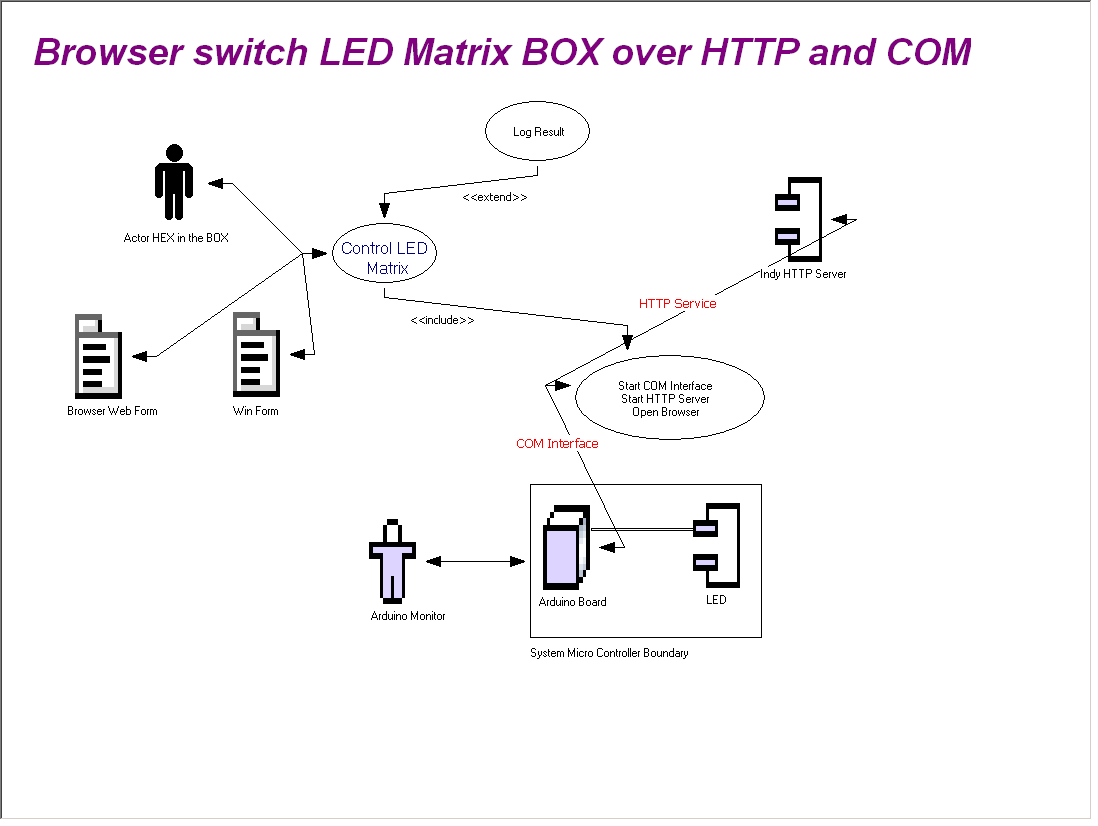 Browser switch LED Matrix BOX over HTTP and COM
Log Result
<<extend>>
Actor HEX in the BOX
Control LED
Matrix
Indy HTTP Server
HTTP Service
<<include>>
Browser Web Form
Win Form
Start COM Interface
Start HTTP Server
Open Browser
COM Interface
Arduino Board
LED
Arduino Monitor
System Micro Controller Boundary